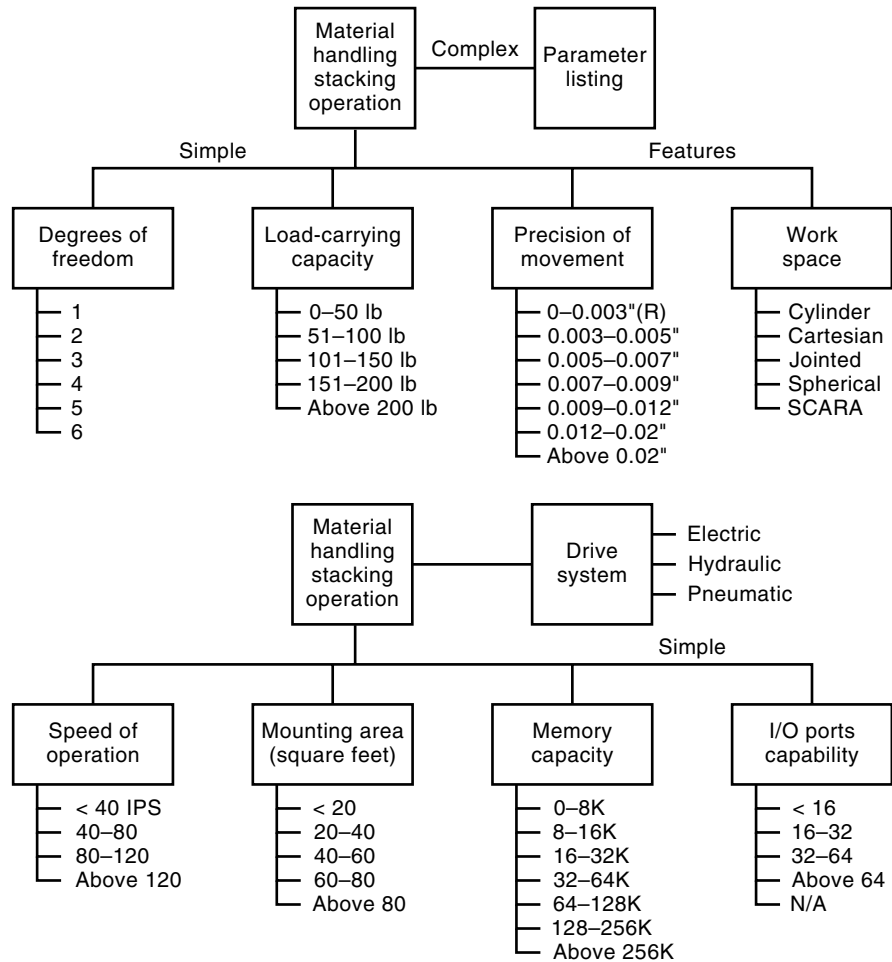 Material
handling
stacking
operation
Complex
Parameter
listing
Simple
Features
Degrees of
freedom
1
2
3
4
5
6
Load-carrying
capacity
0–50 lb
51–100 lb
101–150 lb
151–200 lb
Above 200 lb
Precision of
movement
0–0.003"(R)
0.003–0.005"
0.005–0.007"
0.007–0.009"
0.009–0.012"
0.012–0.02"
Above 0.02"
Work
space
Cylinder
Cartesian
Jointed
Spherical
SCARA
Material
handling
stacking
operation
Drive
system
Electric
Hydraulic
Pneumatic
Simple
Speed of
operation
< 40 IPS
40–80
80–120
Above 120
Mounting area
(square feet)
< 20
20–40
40–60
60–80
Above 80
Memory
capacity
0–8K
8–16K
16–32K
32–64K
64–128K
128–256K
Above 256K
I/O ports
capability
< 16
16–32
32–64
Above 64
N/A